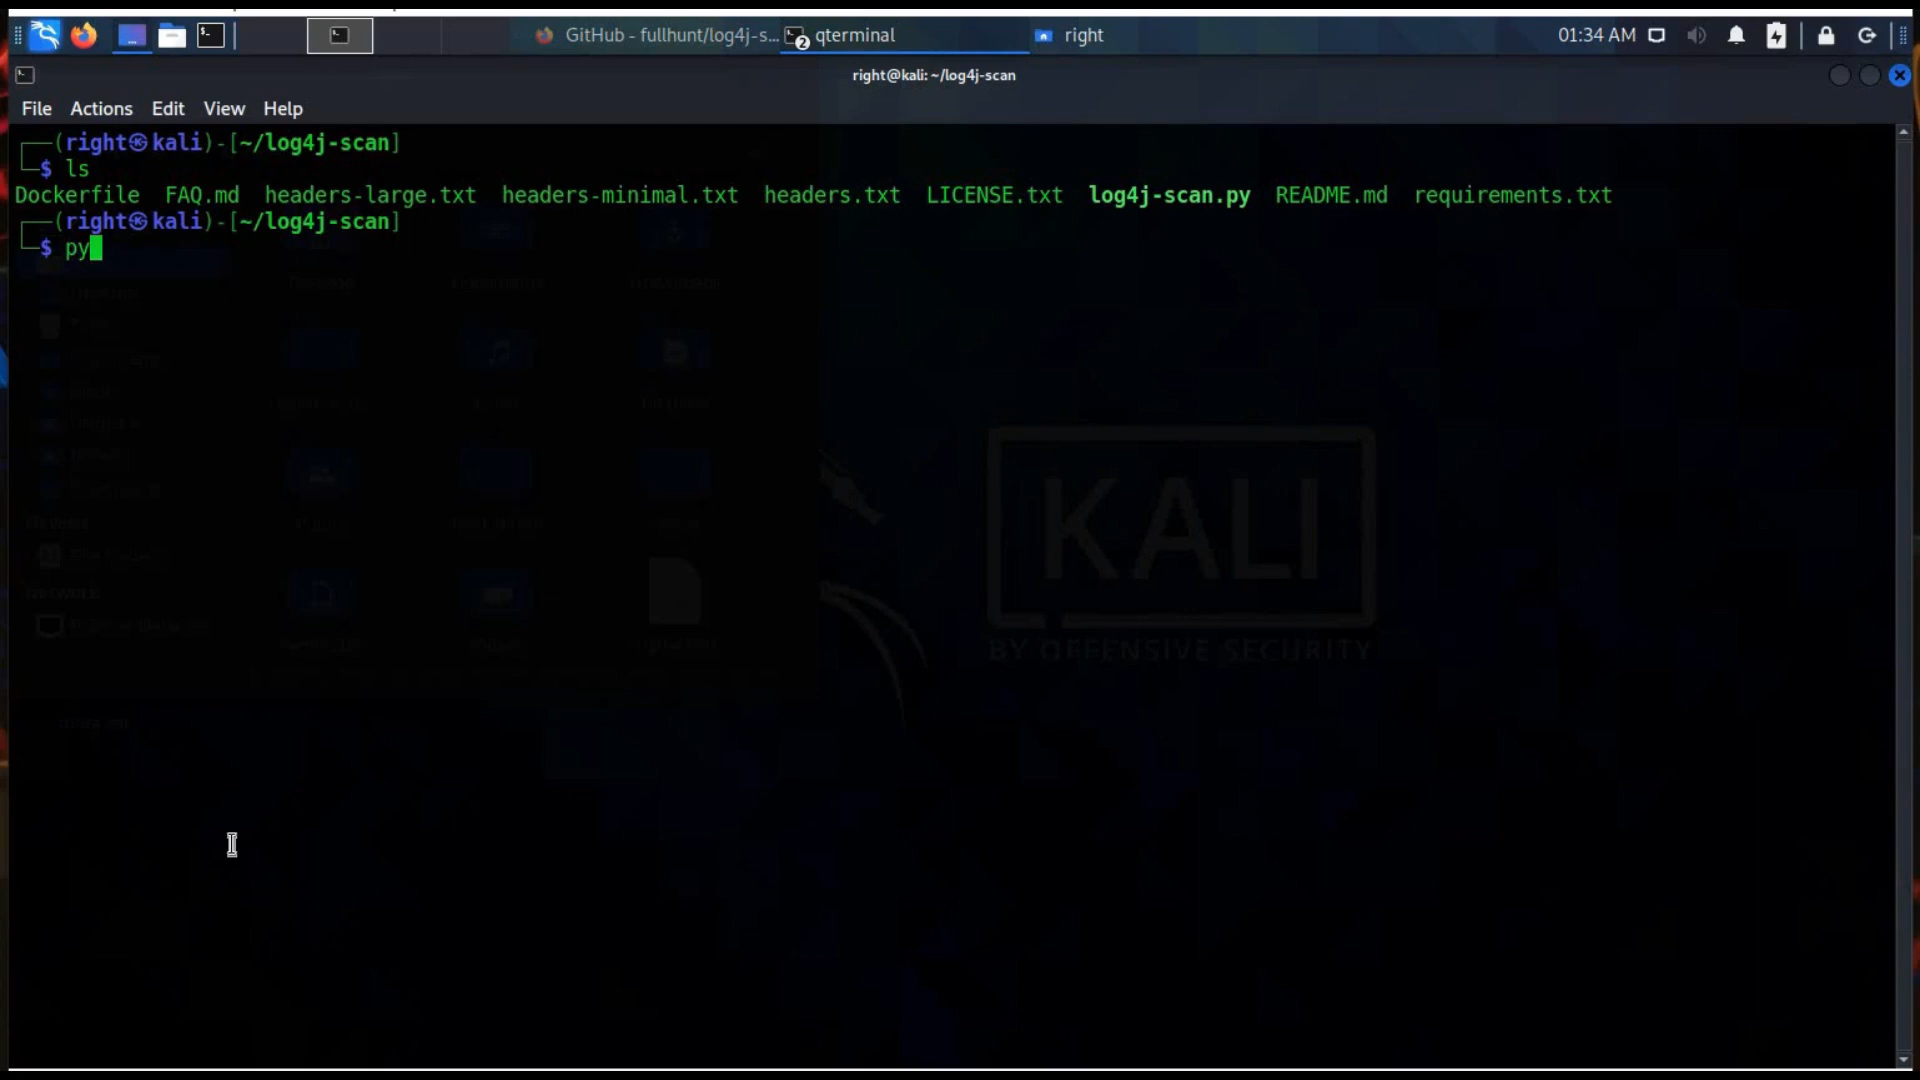 GitHub - fullhunt/log4j-s... 2 qterminal right 01:34 AM
right@kali: ~/log4j-scan
File Actions Edit View Help
┌──(right㉿kali)-[~/log4j-scan]
└─$ ls
Dockerfile FAQ.md headers-large.txt headers-minimal.txt headers.txt LICENSE.txt log4j-scan.py README.md requirements.txt
┌──(right㉿kali)-[~/log4j-scan]
└─$ py
KALI
BY OFFENSIVE SECURITY